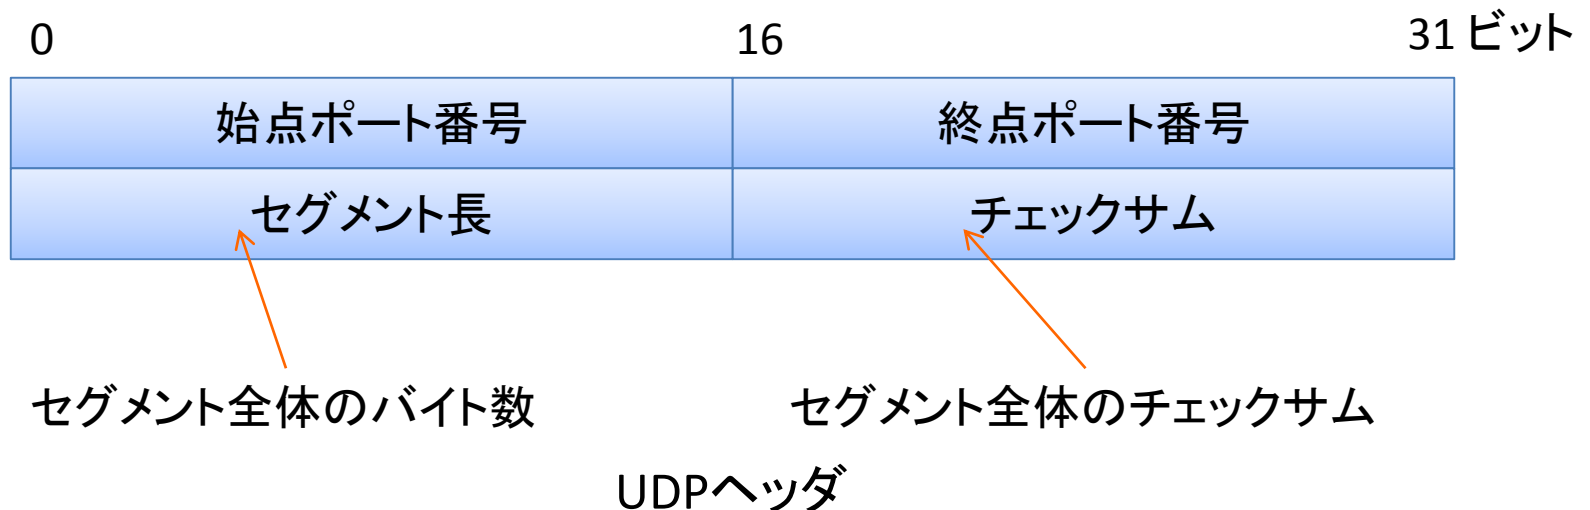 0 16 31 ビット
始点ポート番号 終点ポート番号
セグメント長 チェックサム
セグメント全体のバイト数 セグメント全体のチェックサム
UDPヘッダ